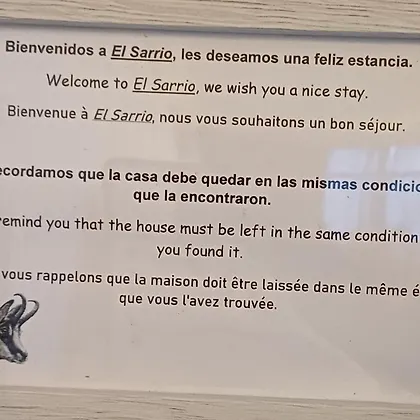 Bienvenidos a El Sarrio, les deseamos una feliz estancia.
Welcome to El Sarrio, we wish you a nice stay.
Bienvenue à El Sarrio, nous vous souhaitons un bon séjour.
ecordamos que la casa debe quedar en las mismas condicio
que la encontraron.
remind you that the house must be left in the same condition
you found it.
vous rappelons que la maison doit être laissée dans le même é
que vous l'avez trouvée.